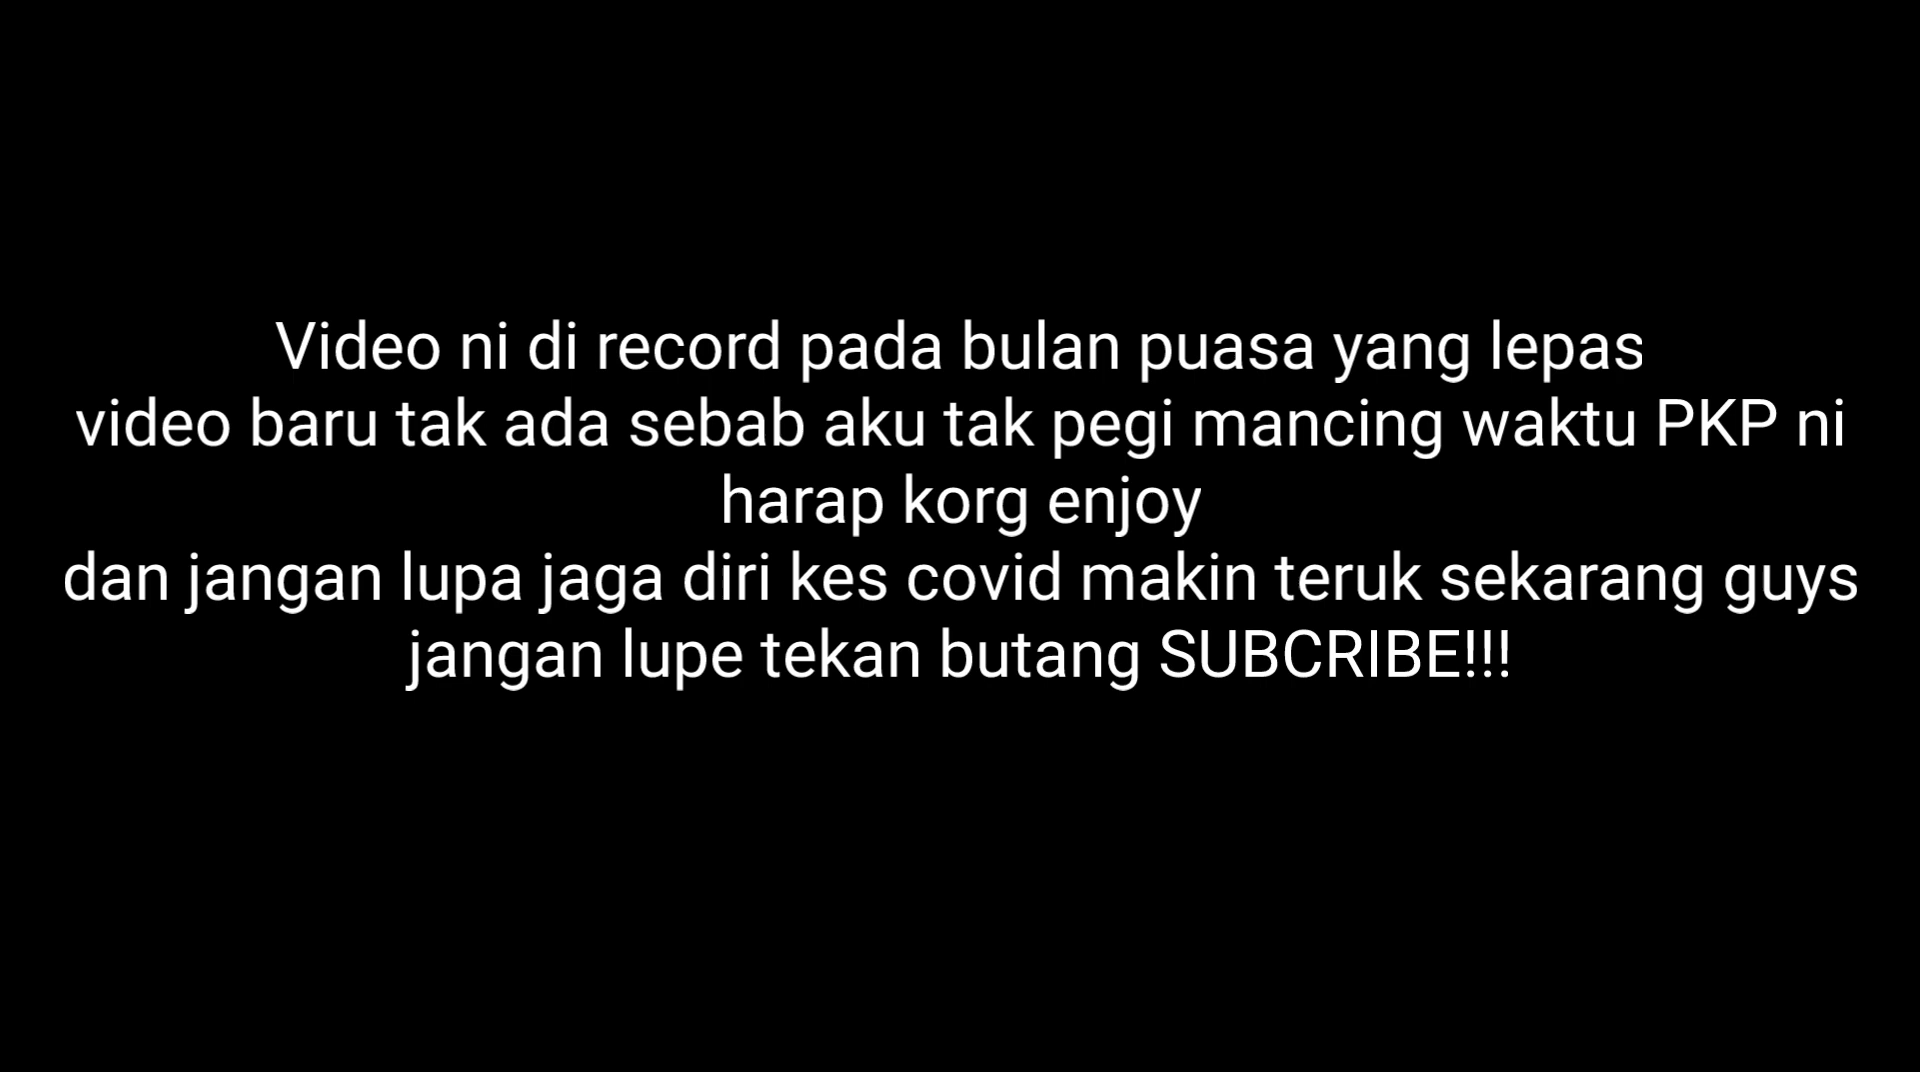 Video ni di record pada bulan puasa yang lepas
video baru tak ada sebab aku tak pegi mancing waktu PKP ni
harap korg enjoy
dan jangan lupa jaga diri kes covid makin teruk sekarang guys
jangan lupe tekan butang SUBCRIBE!!!